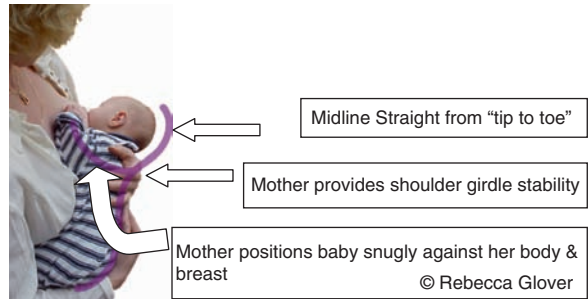 Midline Straight from “tip to toe”
Mother provides shoulder girdle stability
Mother positions baby snugly against her body &
breast
© Rebecca Glover